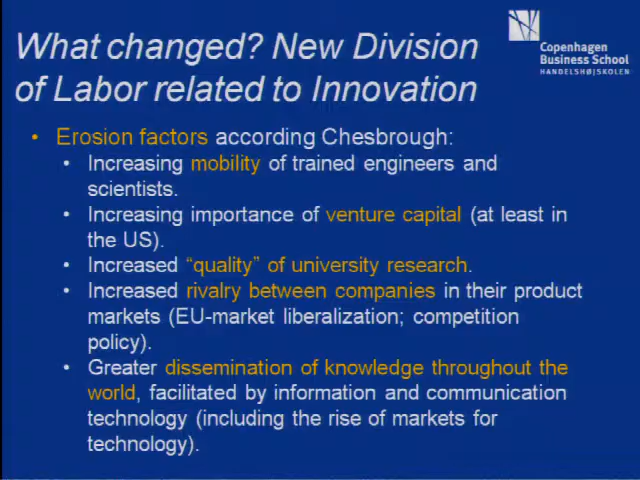 What changed? New Division
of Labor related to Innovation
Copenhagen
Business School
HANDELSHØJSKOLEN
• Erosion factors according Chesbrough:
• Increasing mobility of trained engineers and
scientists.
• Increasing importance of venture capital (at least in
the US).
• Increased “quality” of university research.
• Increased rivalry between companies in their product
markets (EU-market liberalization; competition
policy).
• Greater dissemination of knowledge throughout the
world, facilitated by information and communication
technology (including the rise of markets for
technology).